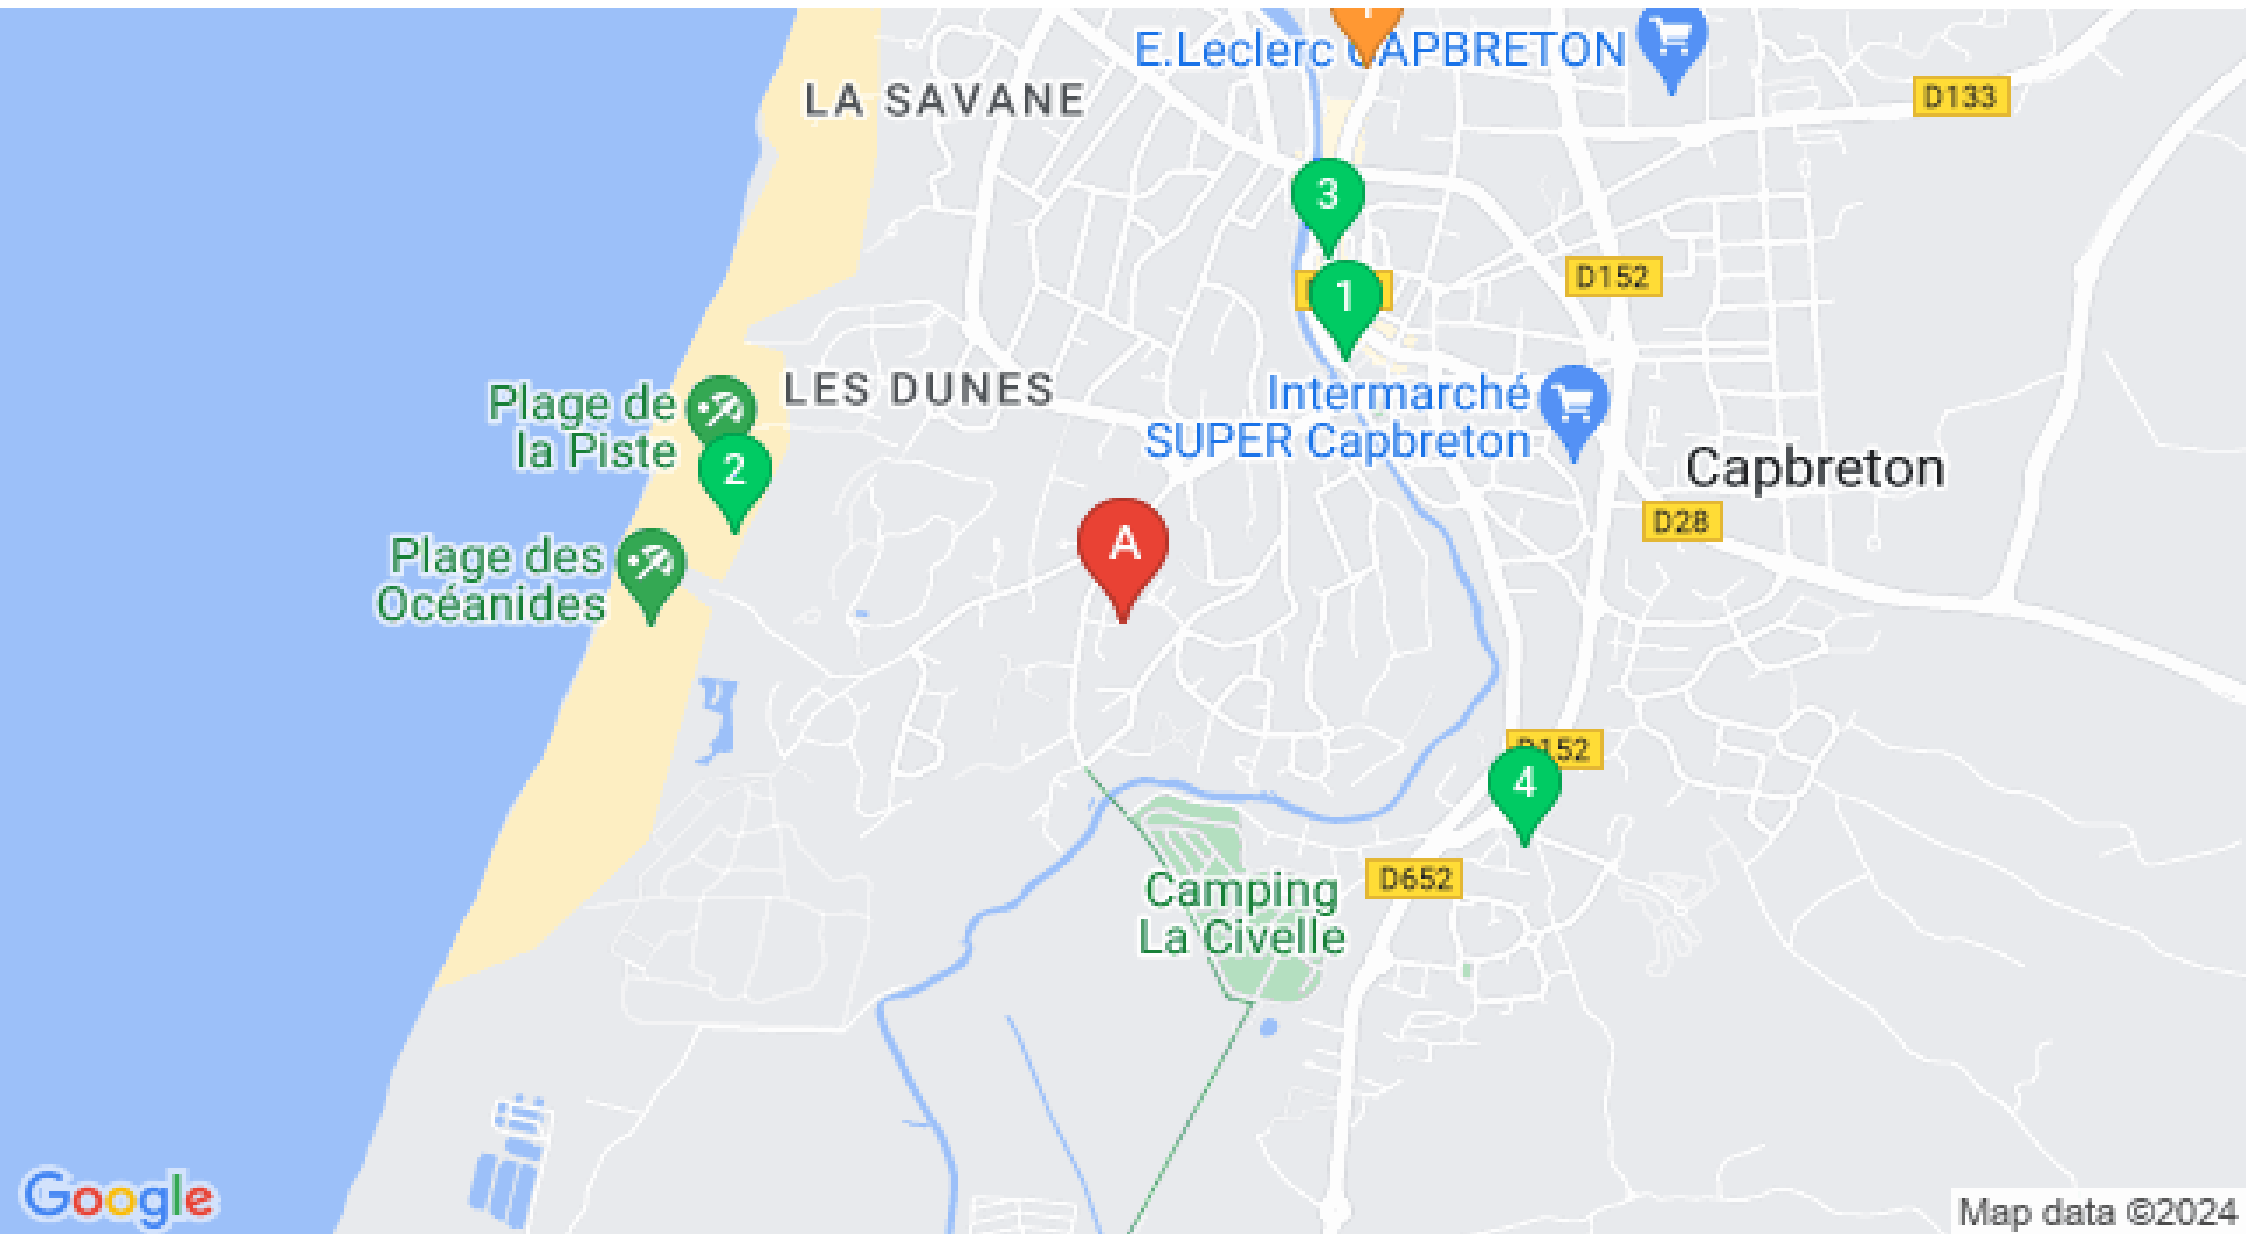 E.Leclerc CAPBRETON
LA SAVANE
D133
3
D152
1
LES DUNES
Plage de
la Piste
Intermarché
SUPER Capbreton
2
Capbreton
D28
A
Plage des
Océanides
D152
4
D652
Camping
La Civelle
Google
Map data ©2024